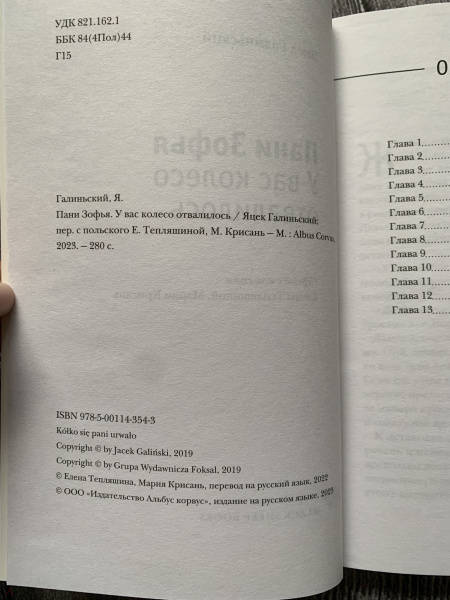 УДК 821.162.1
ББК 84(4Пол)44
Г15
Галиньский, Я.
Пани Зофья. У вас колесо отвалилось / Яцек Галиньский;
пер. с польского Е. Тепляшиной, М. Крисань – М. : Albus Corvus,
2023. – 280 с.
ISBN 978-5-00114-354-3
Kółko się pani urwało
Copyright © by Jacek Galiński, 2019
Copyright © by Grupa Wydawnicza Foksal, 2019
© Елена Тепляшина, Мария Крисань, перевод на русский язык, 2022
© ООО «Издательство Альбус корвус», издание на русском языке, 2023
О
Глава 1
Глава 2
Глава 3
Глава 4
Глава 5
Глава 6
Глава 7
Глава 8
Глава 9
Глава 10
Глава 11
Глава 12
Глава 13